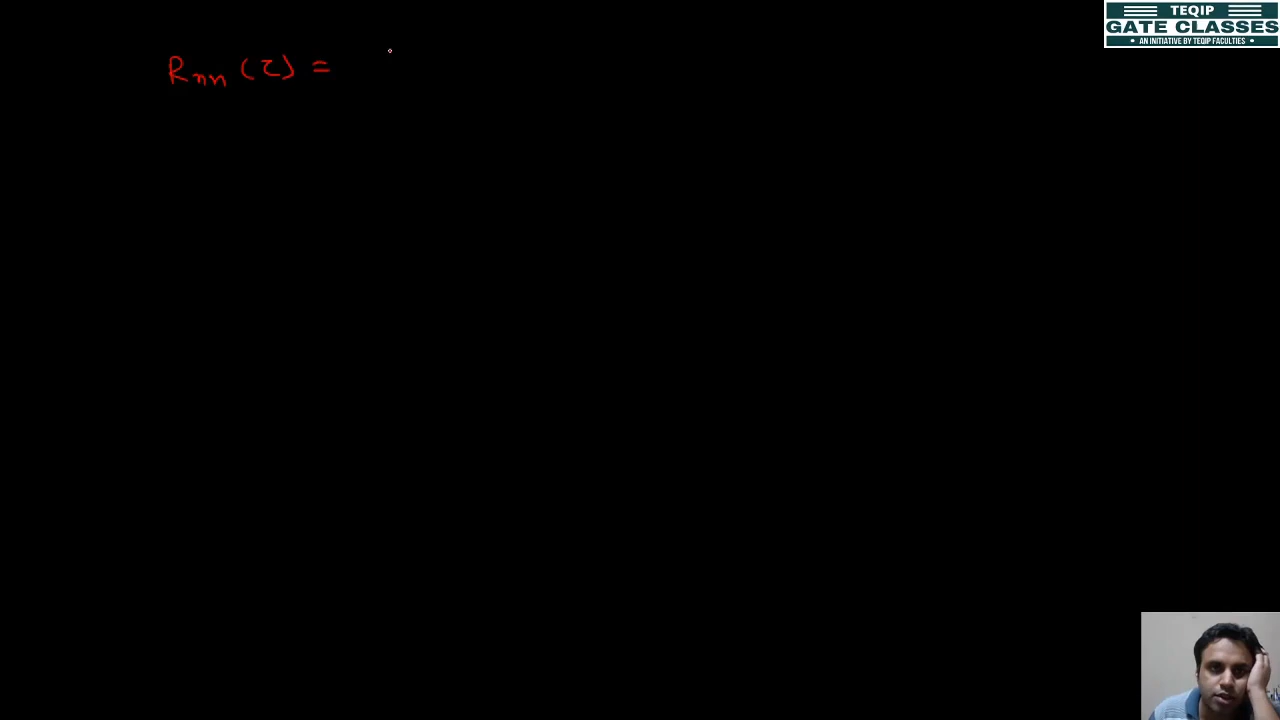 TEQIP
GATE CLASSES
• AN INITIATIVE BY TEQIP FACULTIES •
Rₙₙ (τ) =